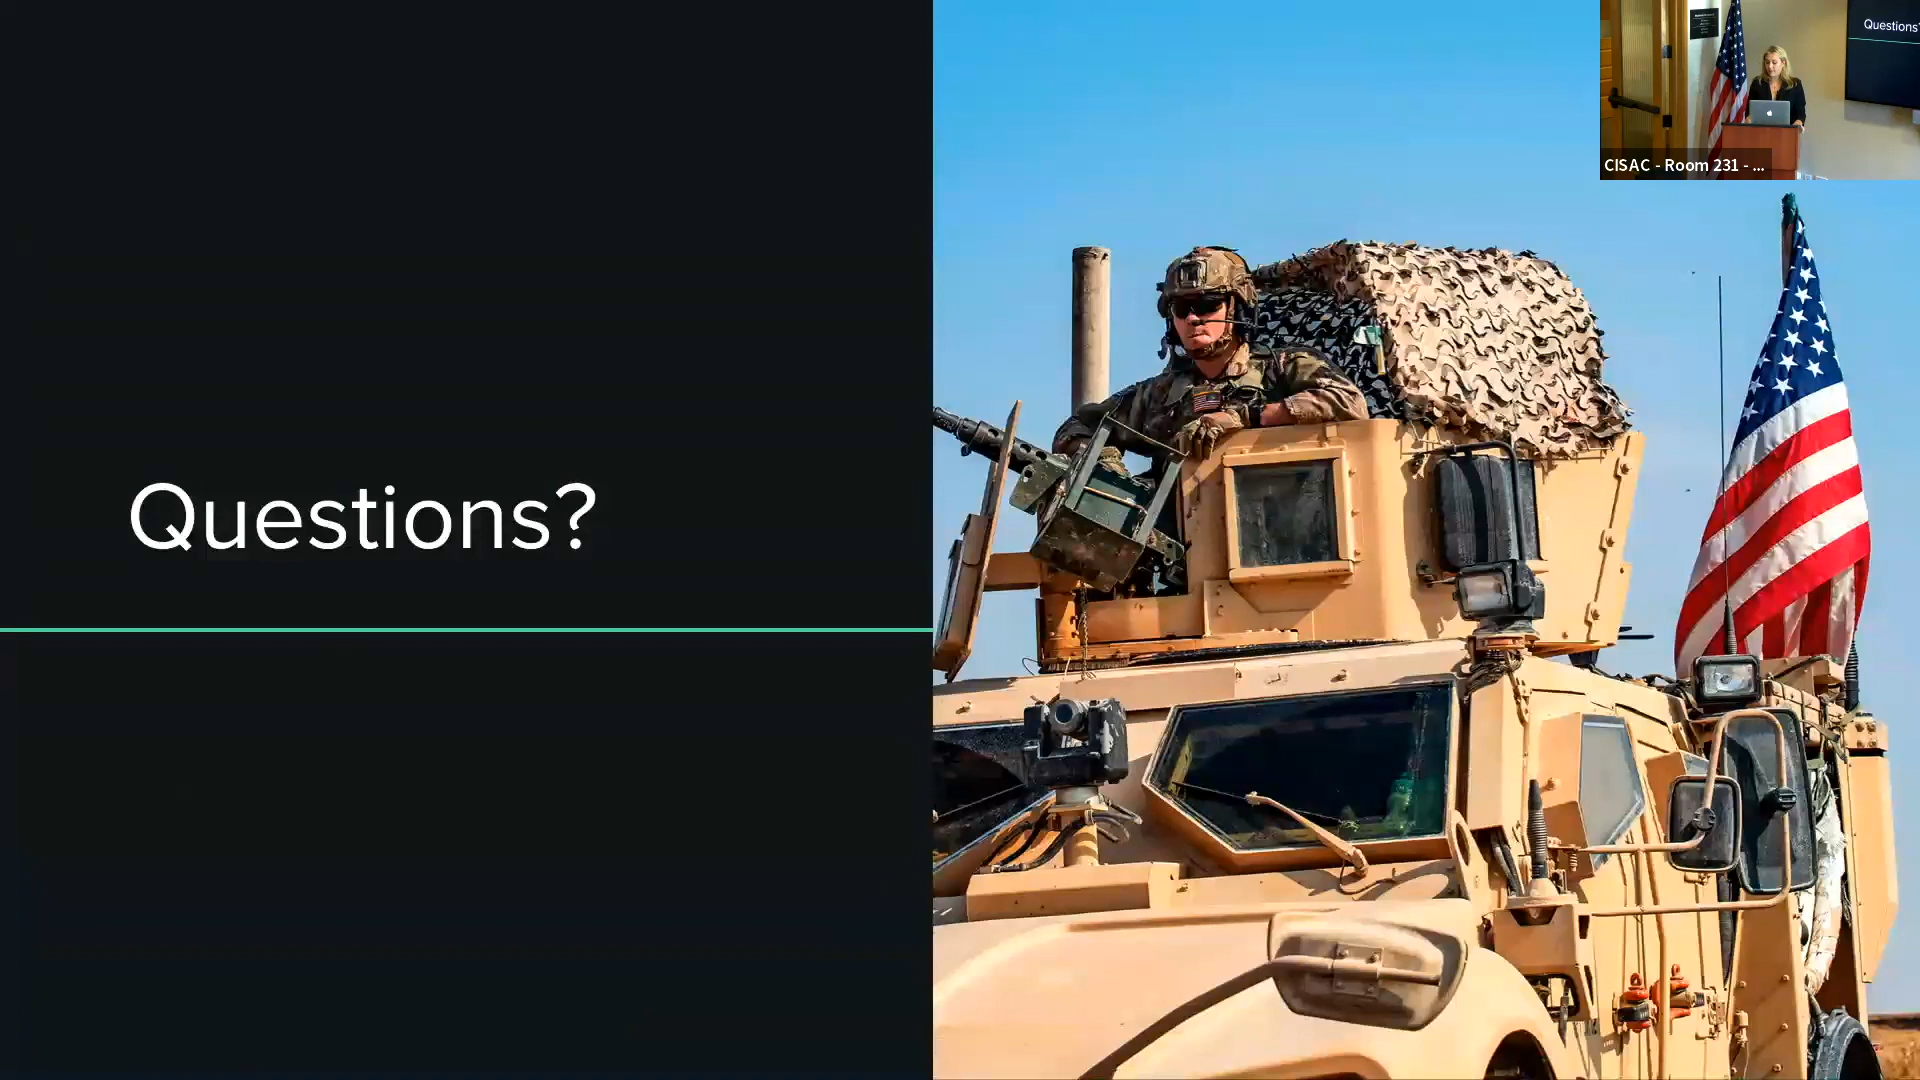 Questions?
Questions?
CISAC - Room 231 - ...